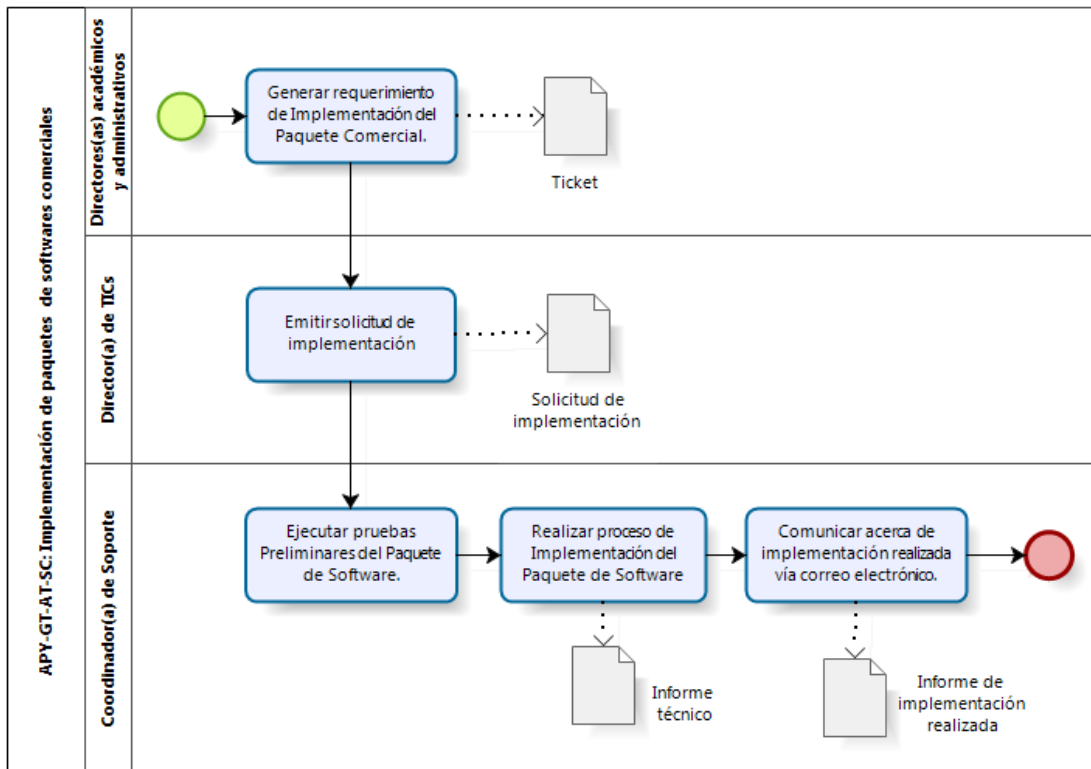 APY-GT-AT-SC: Implementación de paquetes de softwares comerciales
Directores(as) académicos
y administrativos
Generar requerimiento
de Implementación del
Paquete Comercial.
Ticket
Director(a) de TICs
Emitir solicitud de
implementación
Solicitud de
implementación
Coordinador(a) de Soporte
Ejecutar pruebas
Preliminares del Paquete
de Software.
Realizar proceso de
Implementación del
Paquete de Software
Comunicar acerca de
implementación realizada
vía correo electrónico.
Informe
técnico
Informe de
implementación
realizada